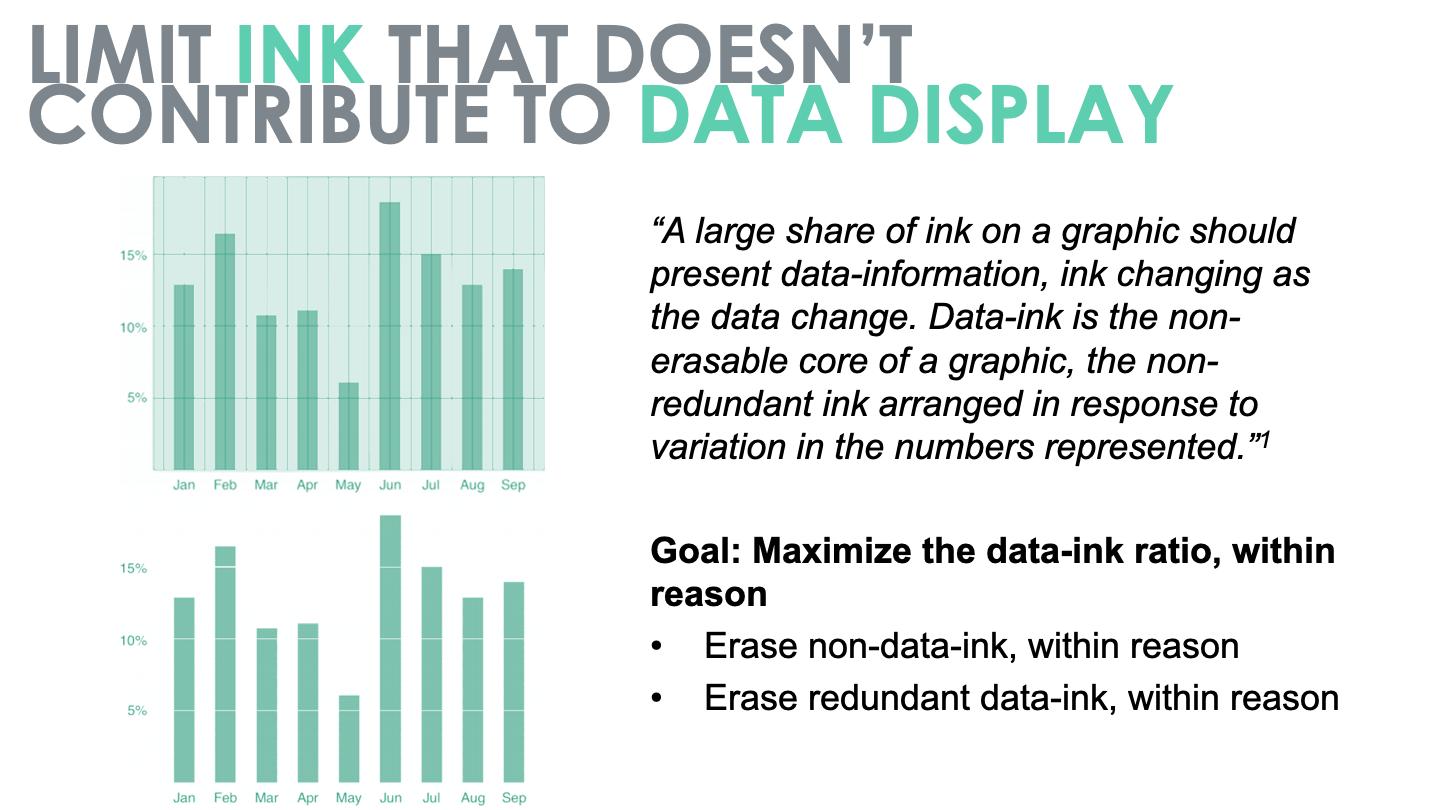 LIMIT INK THAT DOESN’T
CONTRIBUTE TO DATA DISPLAY
15%
10%
5%
Jan Feb Mar Apr May Jun Jul Aug Sep
15%
10%
5%
Jan Feb Mar Apr May Jun Jul Aug Sep
“A large share of ink on a graphic should
present data-information, ink changing as
the data change. Data-ink is the non-
erasable core of a graphic, the non-
redundant ink arranged in response to
variation in the numbers represented.”1
Goal: Maximize the data-ink ratio, within
reason
• Erase non-data-ink, within reason
• Erase redundant data-ink, within reason